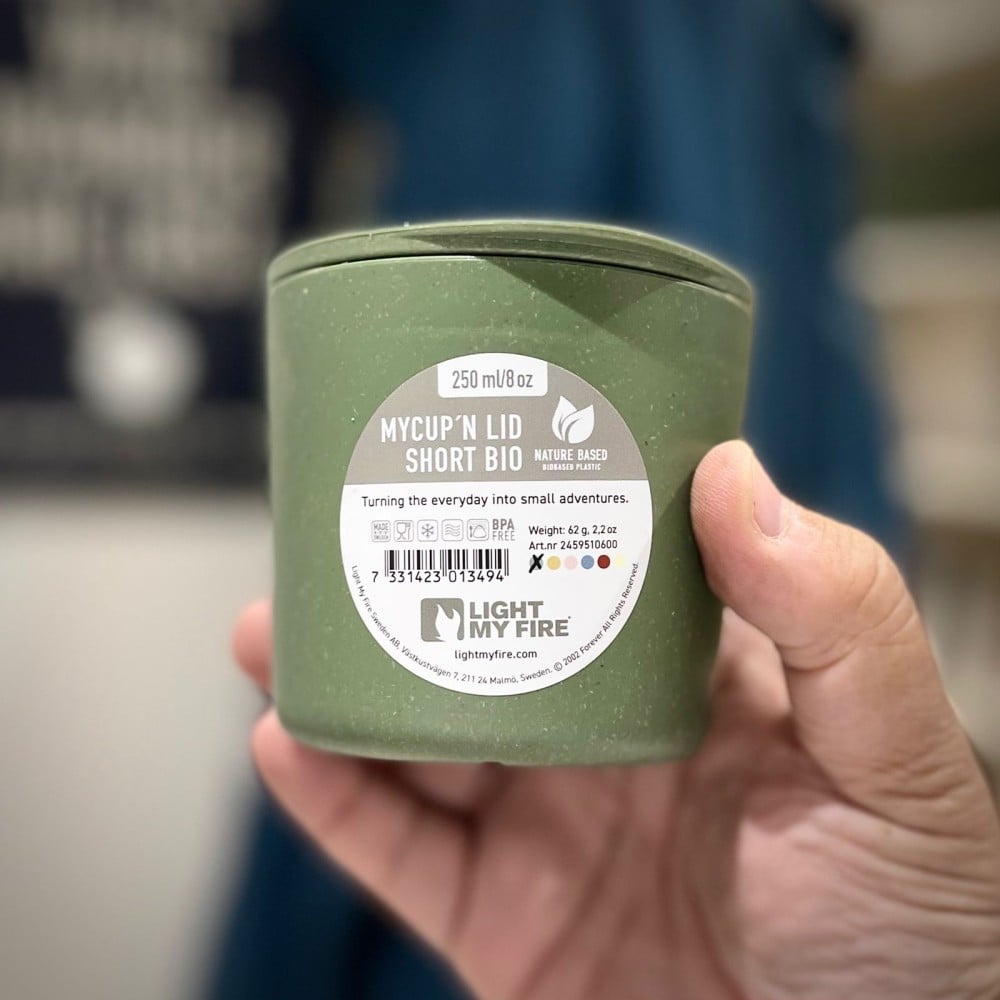 250 ml/8 oz
MYCUP´N LID
SHORT BIO
NATURE BASED
BIOBASED PLASTIC
Turning the everyday into small adventures.
MADE
BPA
FREE
Weight: 62 g, 2,2 oz
Art.nr 2459510600
7 331423 013494
LIGHT
MY FIRE®
lightmyfire.com
Light My Fire Sweden AB, Västkustvägen 7, 211 24 Malmö, Sweden. © 2002 Forever All Rights Reserved.